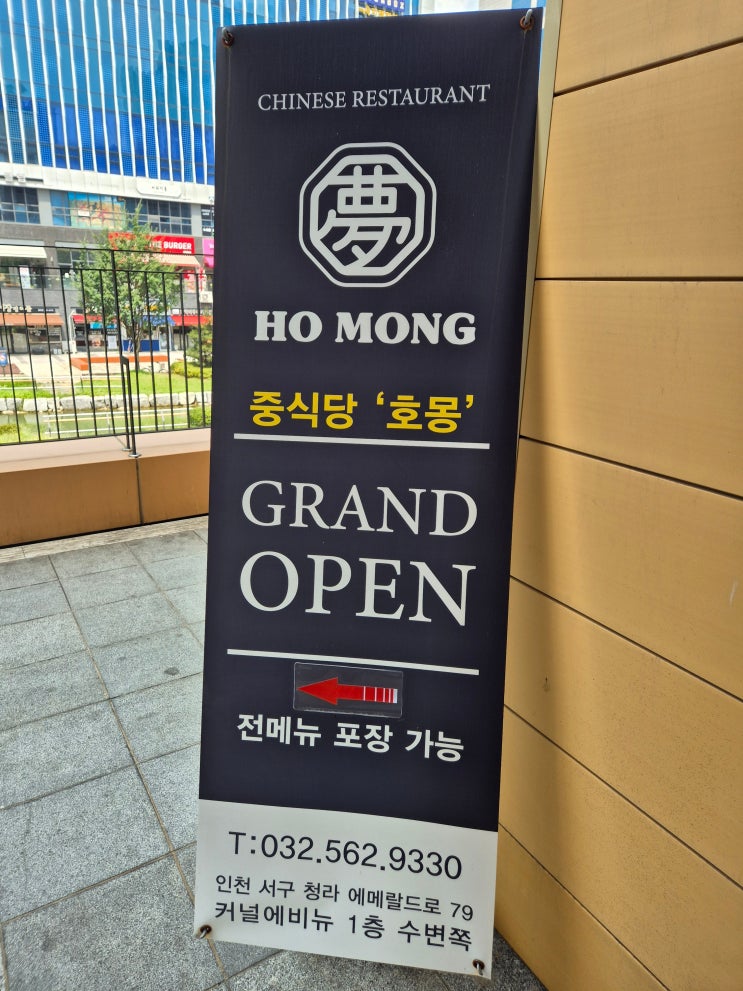 CHINESE RESTAURANT
夢
HO MONG
중식당 '호몽'
GRAND
OPEN
전메뉴 포장 가능
T:032.562.9330
인천 서구 청라 에메랄드로 79
커널에비뉴 1층 수변쪽
BURGER